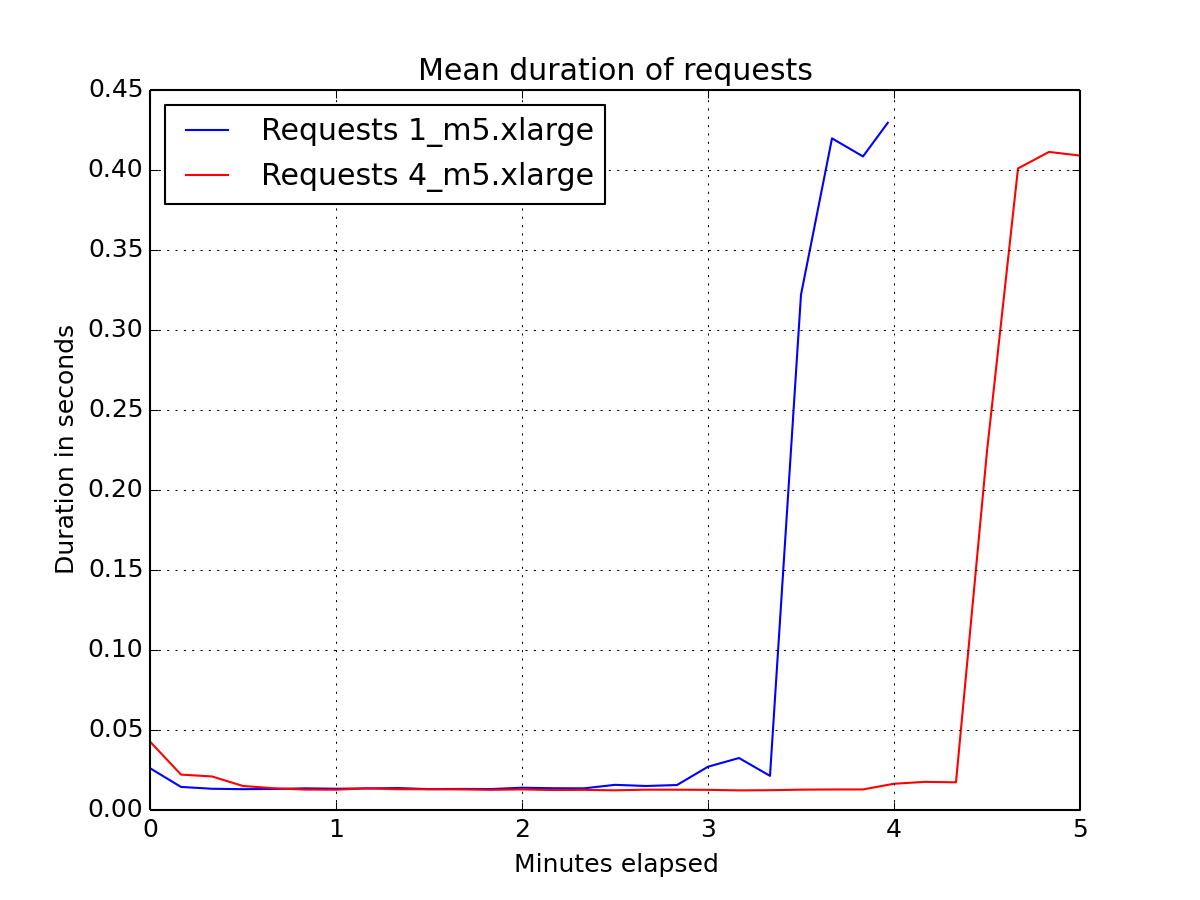 Mean duration of requests
Requests 1_m5.xlarge
Requests 4_m5.xlarge
0.45
0.40
0.35
0.30
0.25
0.20
0.15
0.10
0.05
0.00
Duration in seconds
0 1 2 3 4 5
Minutes elapsed